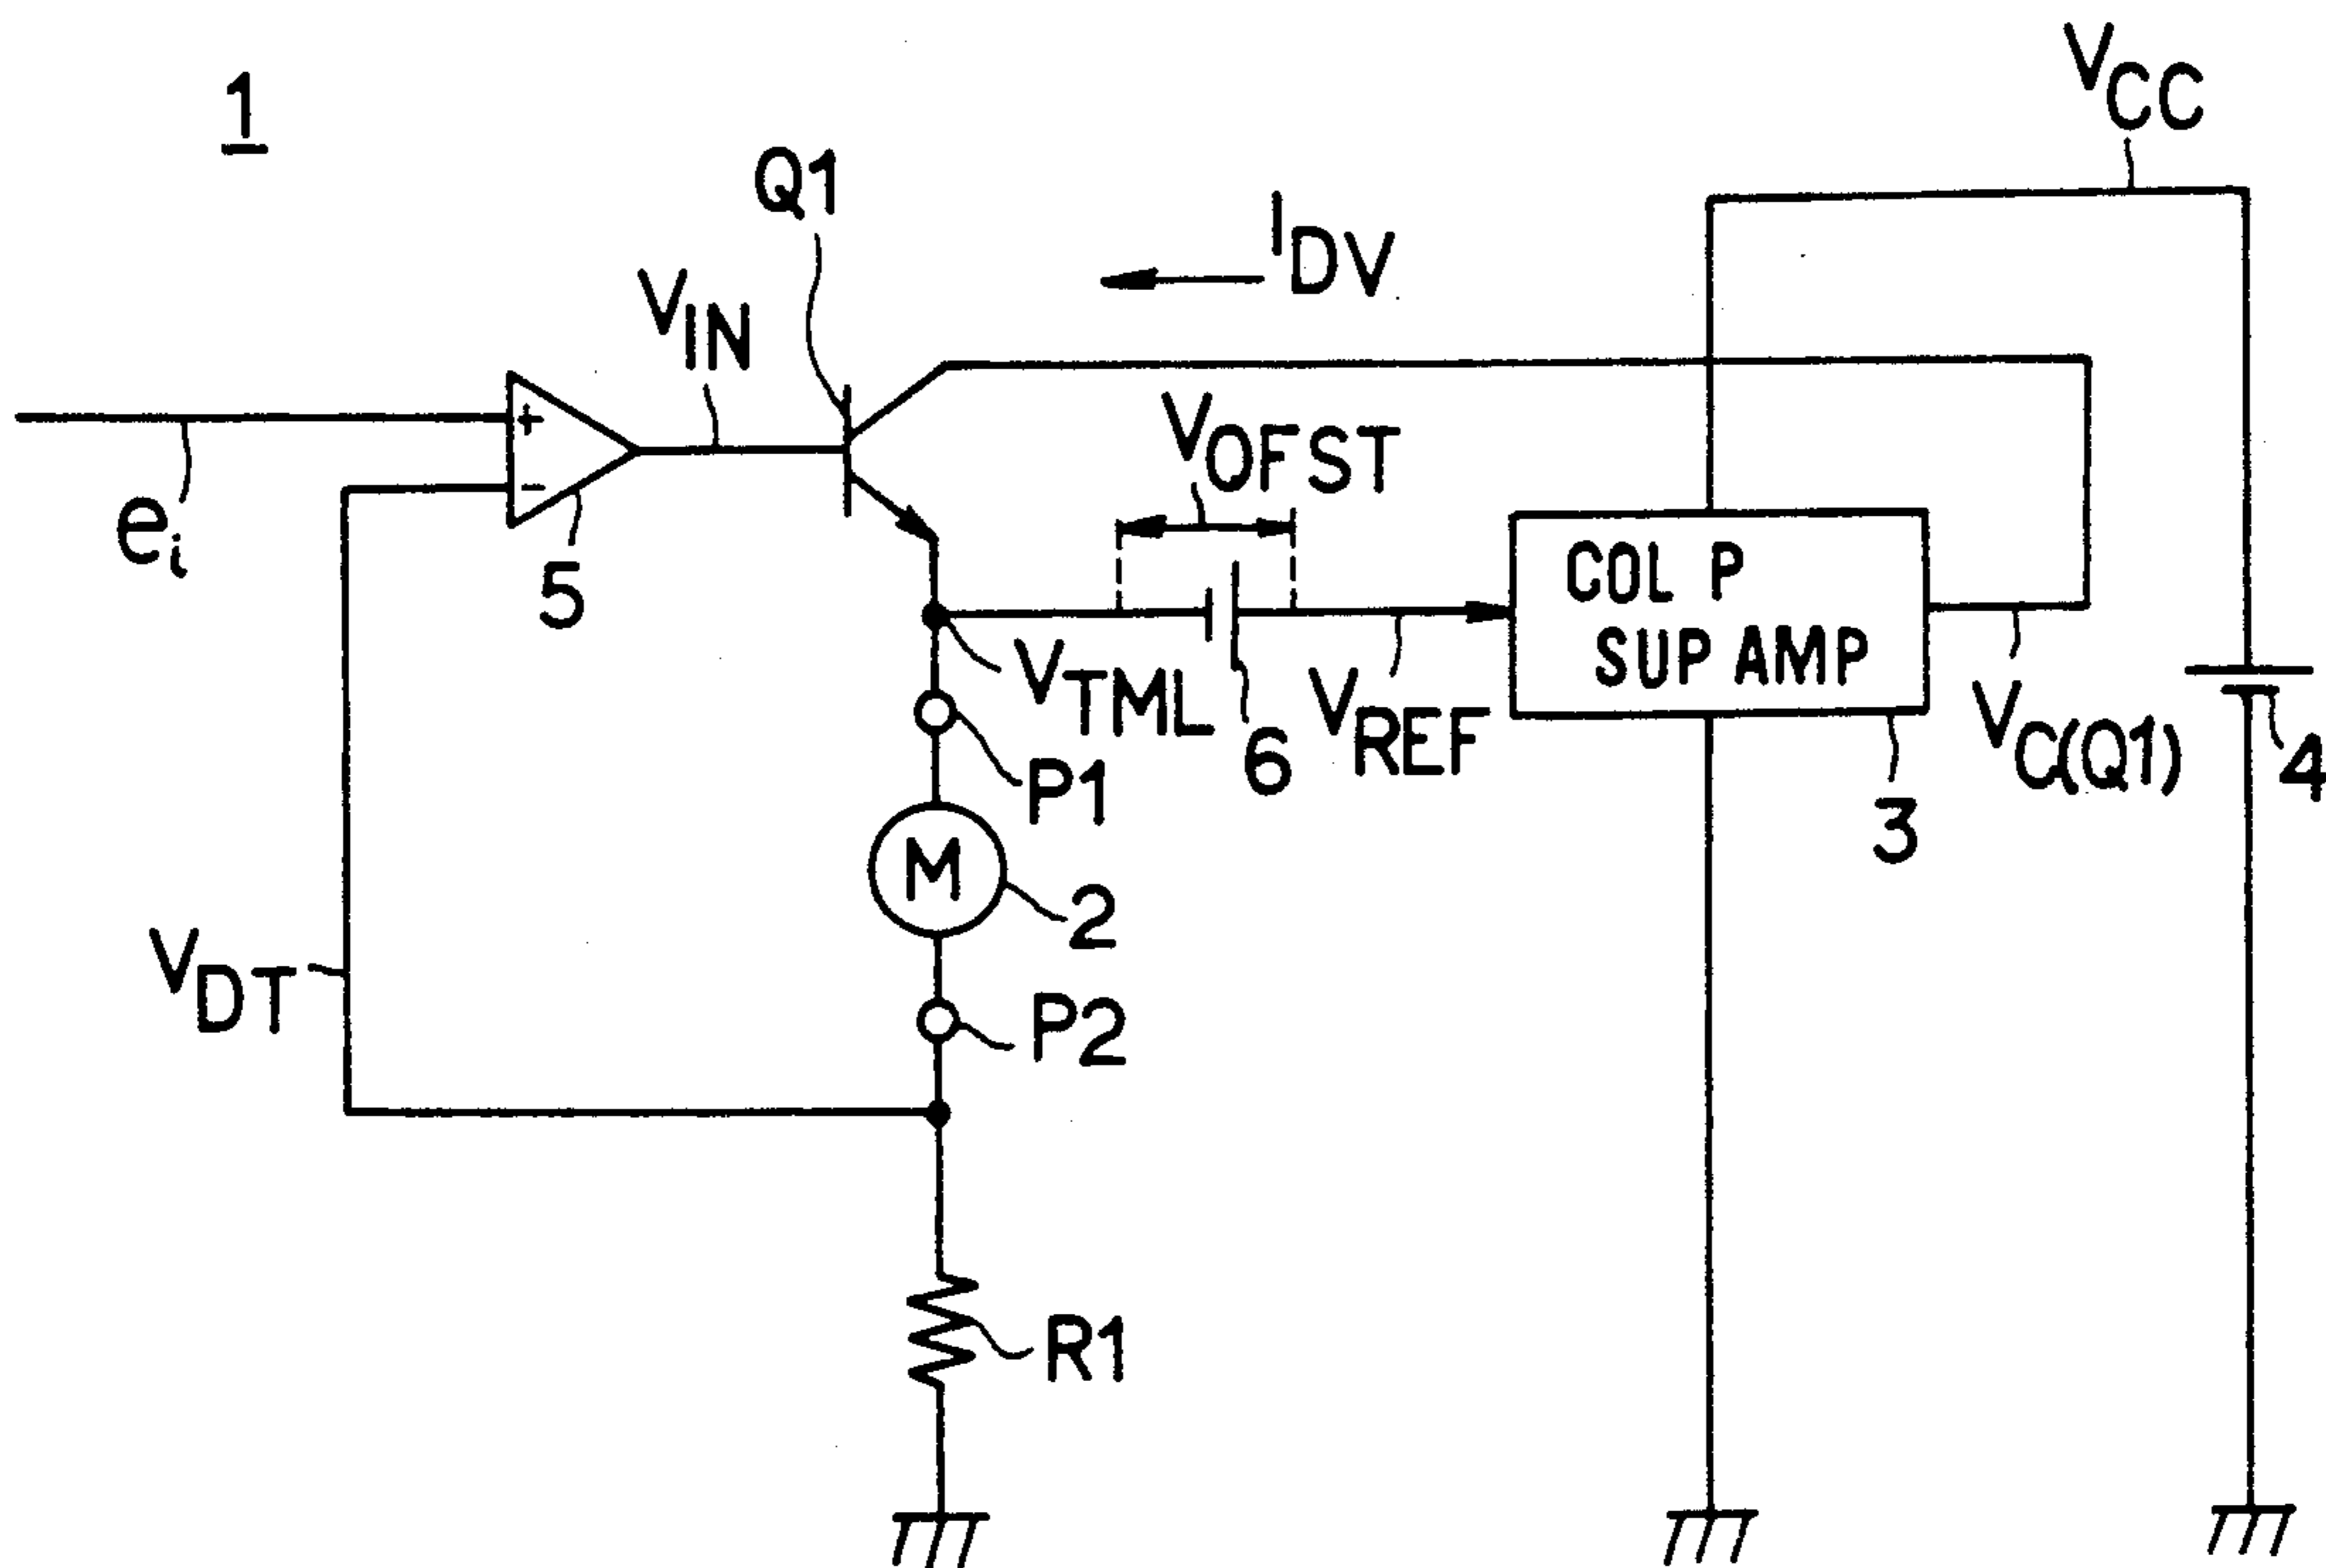 1
VCC
Q1
IDV
VIN
+
VOFST
ei
-
5
COL P
SUP AMP
VTML
6
VREF
VC(Q1)
4
P1
3
M
2
VDT
P2
R1